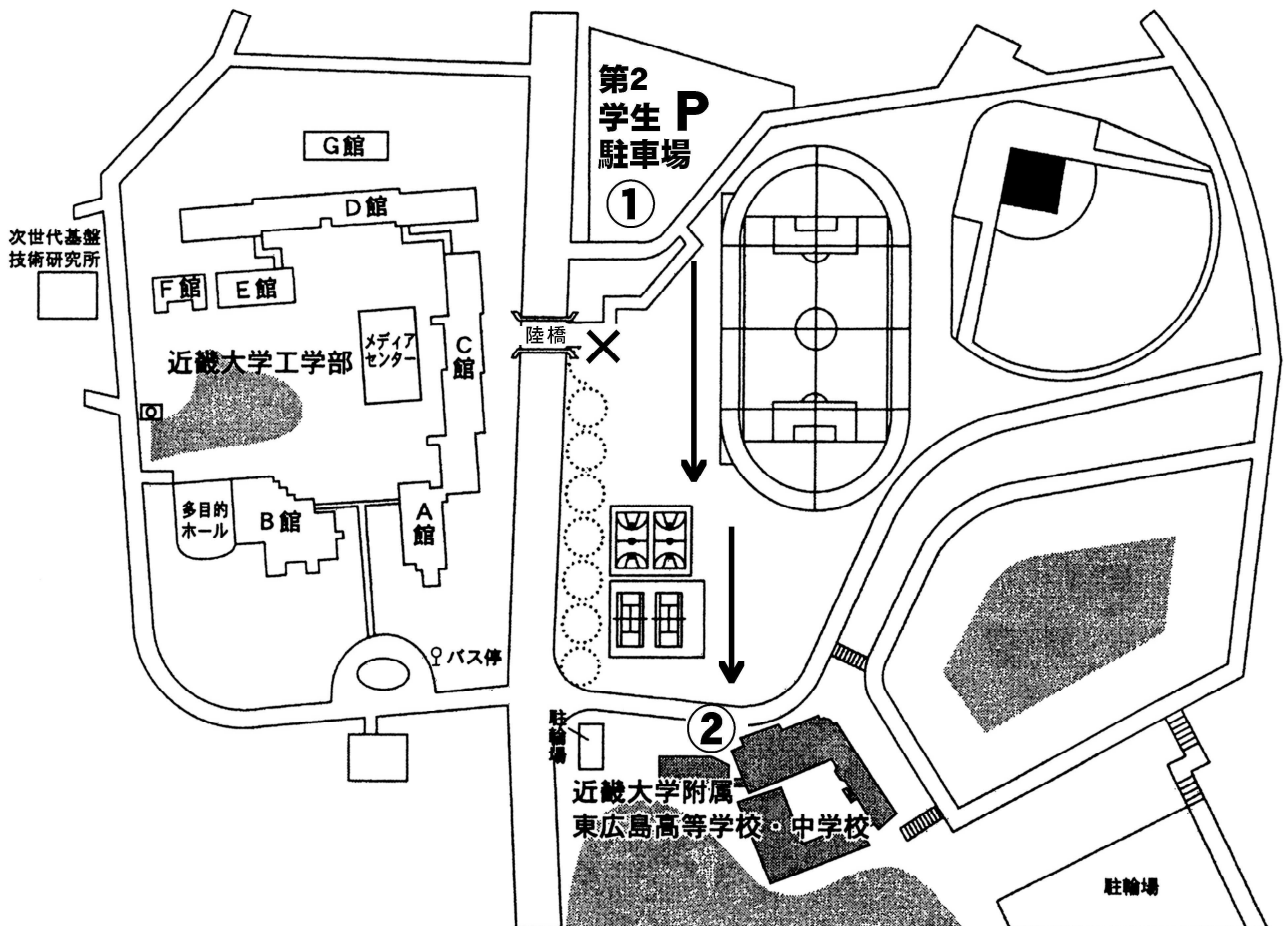 第2
学生 P
駐車場
①
G館
D館
次世代基盤
技術研究所
F館
E館
陸橋
メディア
センター
C館
近畿大学工学部
多目的
ホール
B館
A館
バス停
②
駐輪場
近畿大学附属
東広島高等学校・中学校
駐輪場